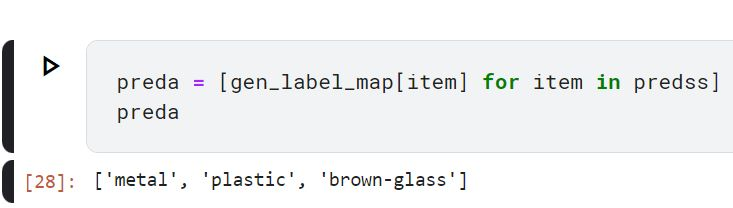 preda = [gen_label_map[item] for item in predss]
preda
[28]: ['metal', 'plastic', 'brown-glass']